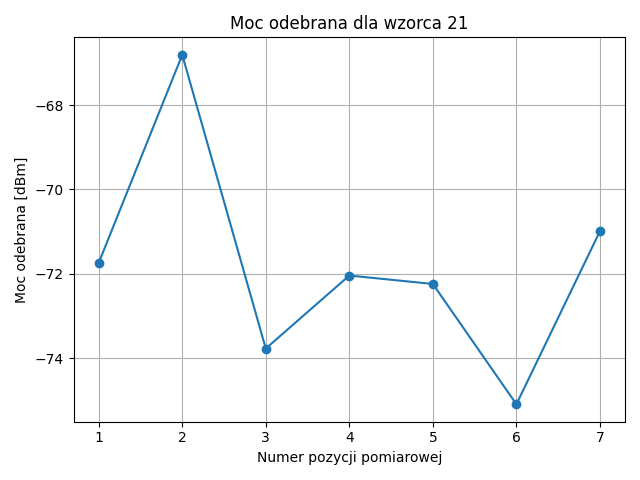 Moc odebrana dla wzorca 21
Moc odebrana [dBm]
−68
−70
−72
−74
1 2 3 4 5 6 7
Numer pozycji pomiarowej